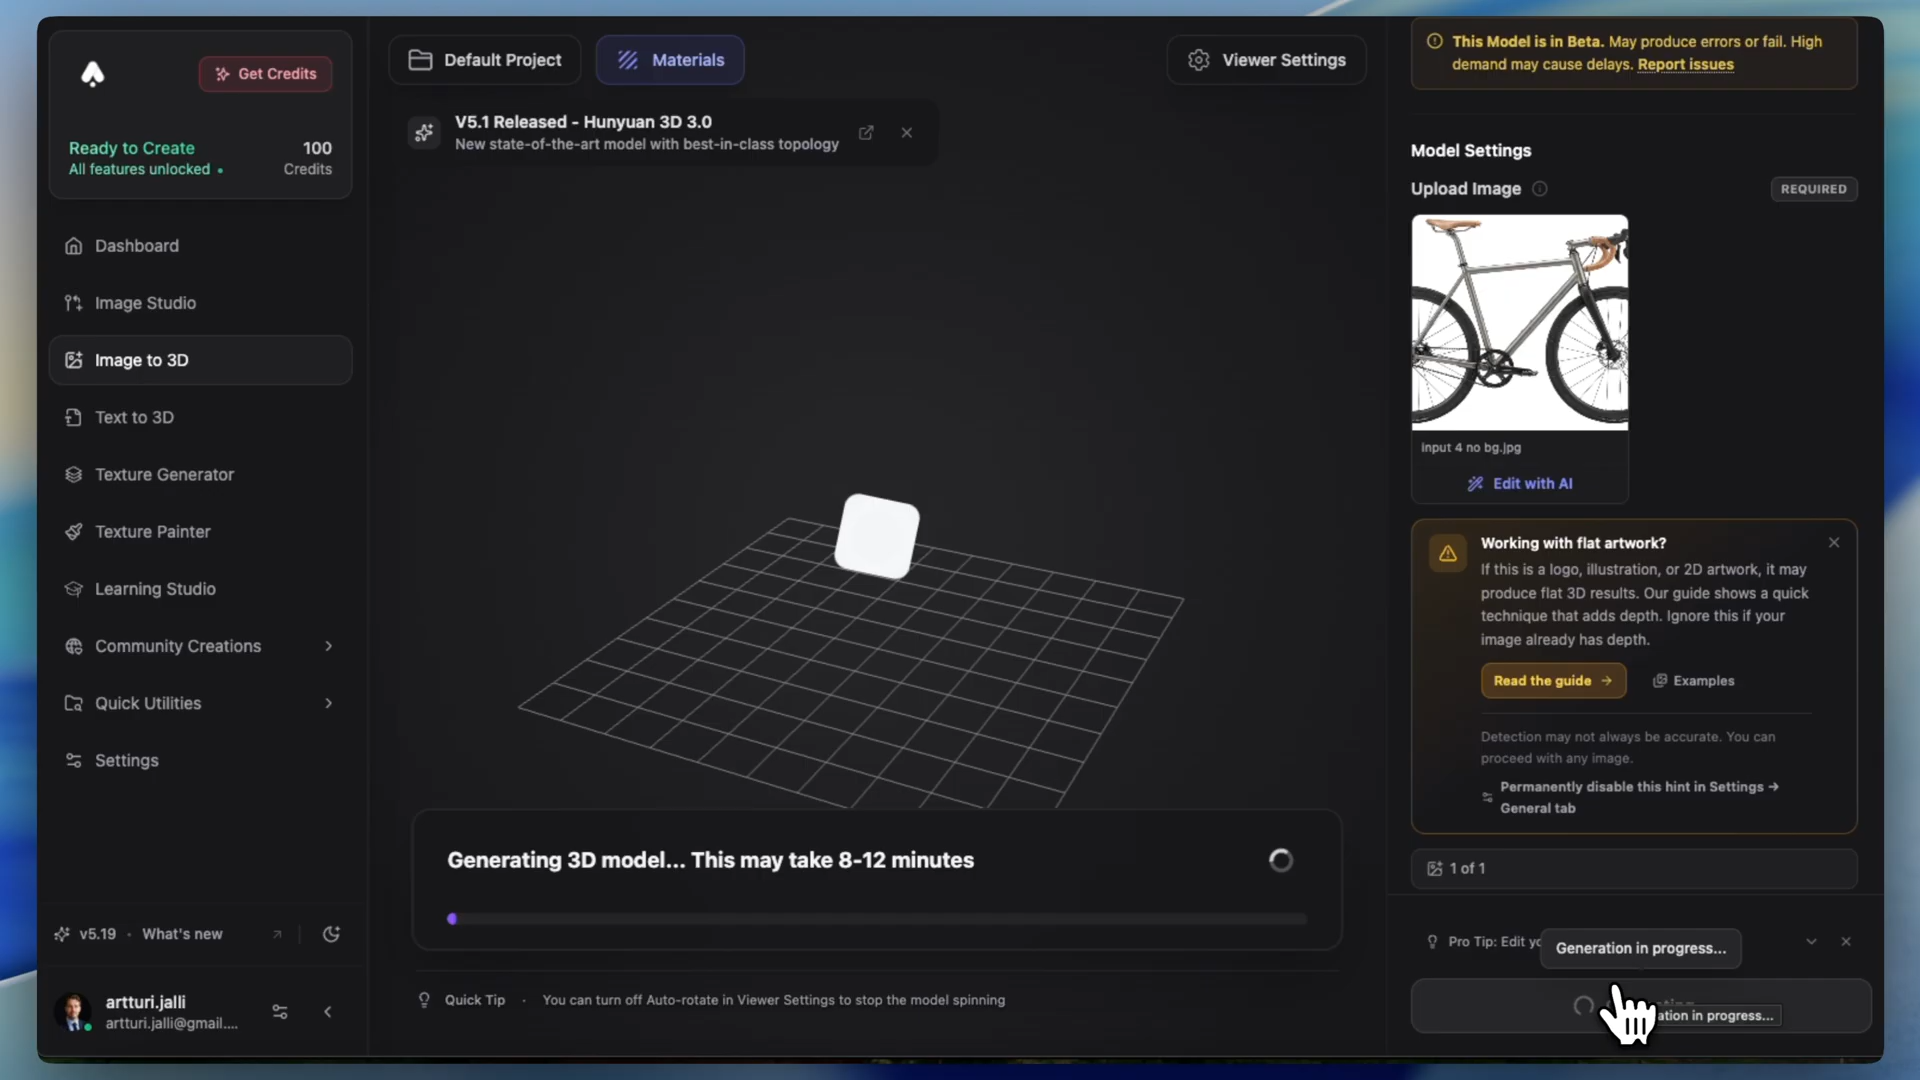 Get Credits
Ready to Create
100
All features unlocked
Credits
Dashboard
Image Studio
Image to 3D
Text to 3D
Texture Generator
Texture Painter
Learning Studio
Community Creations
Quick Utilities
Settings
v5.19 · What's new
artturi.jalli
artturi.jalli@gmail....
Default Project
Materials
Viewer Settings
V5.1 Released - Hunyuan 3D 3.0
New state-of-the-art model with best-in-class topology
Generating 3D model... This may take 8-12 minutes
Quick Tip · You can turn off Auto-rotate in Viewer Settings to stop the model spinning
This Model is in Beta. May produce errors or fail. High
demand may cause delays. Report issues
Model Settings
Upload Image
REQUIRED
input 4 no bg.jpg
Edit with AI
Working with flat artwork?
If this is a logo, illustration, or 2D artwork, it may
produce flat 3D results. Our guide shows a quick
technique that adds depth. Ignore this if your
image already has depth.
Read the guide →
Examples
Detection may not always be accurate. You can
proceed with any image.
Permanently disable this hint in Settings →
General tab
1 of 1
Pro Tip: Edit
Generation in progress...
in progress...